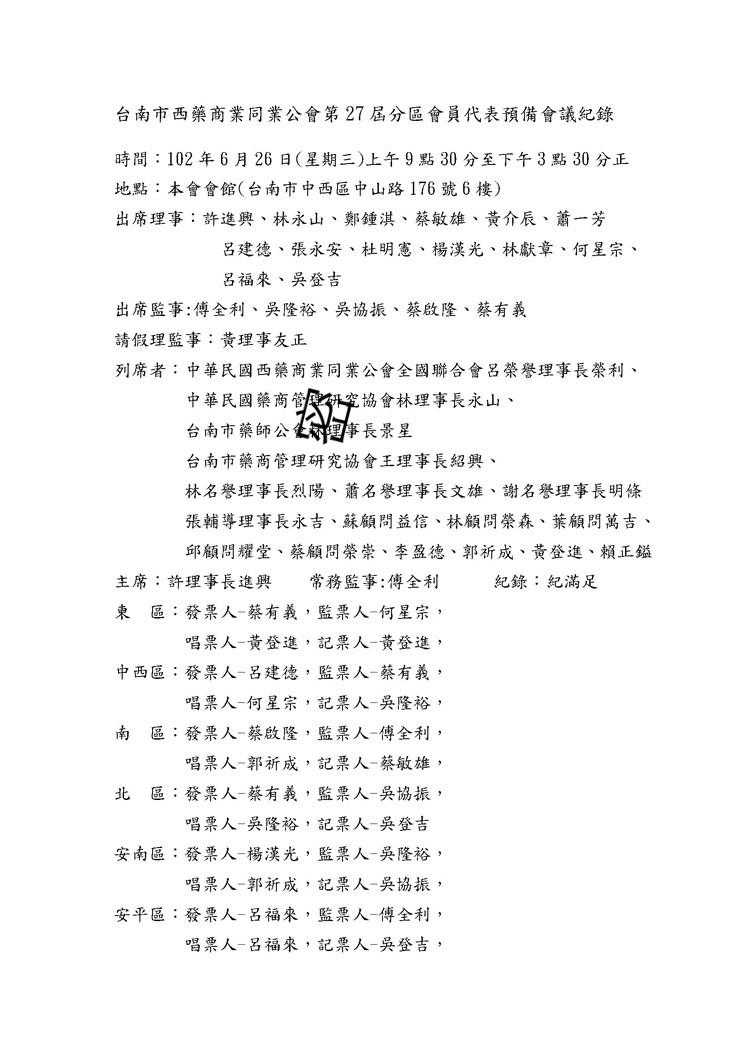 台南市西藥商業同業公會第27屆分區會員代表預備會議紀錄
時間：102年6月26日(星期三)上午9點30分至下午3點30分正
地點：本會會館(台南市中西區中山路176號6樓)
出席理事：許進興、林永山、鄭鍾淇、蔡敏雄、黃介辰、蕭一芳
呂建德、張永安、杜明憲、楊漢光、林獻章、何星宗、
呂福來、吳登吉
出席監事:傅全利、吳隆裕、吳協振、蔡啟隆、蔡有義
請假理監事：黃理事友正
列席者：中華民國西藥商業同業公會全國聯合會呂榮譽理事長榮利、
中華民國藥商管理研究協會林理事長永山、
台南市藥師公會林理事長景星
密
台南市藥商管理研究協會王理事長紹興、
林名譽理事長烈陽、蕭名譽理事長文雄、謝名譽理事長明條
張輔導理事長永吉、蘇顧問益信、林顧問榮森、葉顧問萬吉、
邱顧問耀堂、蔡顧問榮崇、李盈德、郭祈成、黃登進、賴正鎰
主席：許理事長進興　　常務監事:傅全利　　　紀錄：紀滿足
東　區：發票人-蔡有義，監票人-何星宗，
唱票人-黃登進，記票人-黃登進，
中西區：發票人-呂建德，監票人-蔡有義，
唱票人-何星宗，記票人-吳隆裕，
南　區：發票人-蔡啟隆，監票人-傅全利，
唱票人-郭祈成，記票人-蔡敏雄，
北　區：發票人-蔡有義，監票人-吳協振，
唱票人-吳隆裕，記票人-吳登吉
安南區：發票人-楊漢光，監票人-吳隆裕，
唱票人-郭祈成，記票人-吳協振，
安平區：發票人-呂福來，監票人-傅全利，
唱票人-呂福來，記票人-吳登吉，